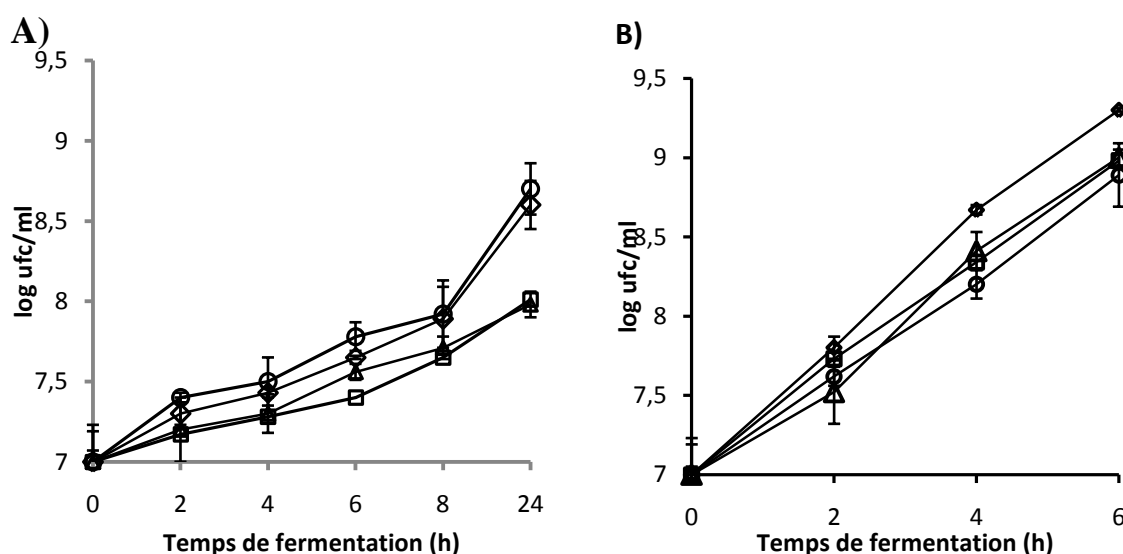 A)
9,5
9
8,5
8
7,5
7
log ufc/ml
0 2 4 6 8 24
Temps de fermentation (h)
B)
9,5
9
8,5
8
7,5
7
log ufc/ml
0 2 4 6
Temps de fermentation (h)